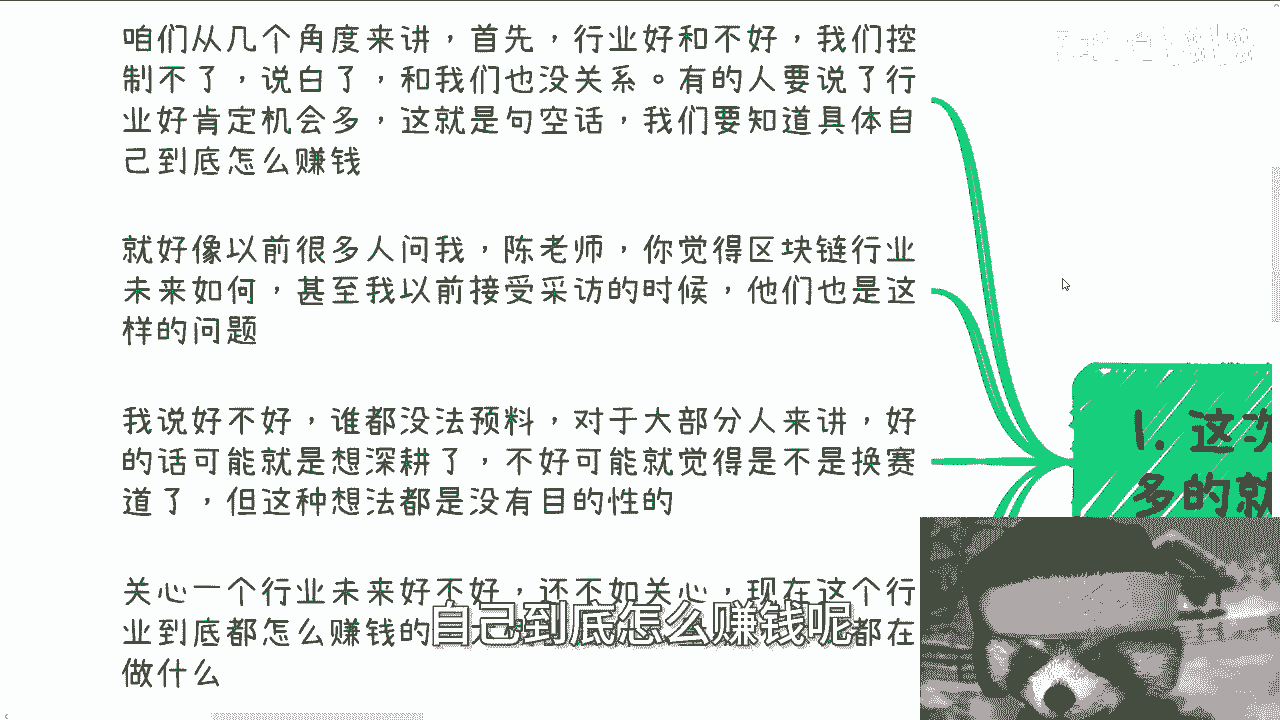 咱们从几个角度来讲，首先，行业好和不好，我们控
制不了，说白了，和我们也没关系。有的人要说了行
业好肯定机会多，这就是句空话，我们要知道具体自
己到底怎么赚钱
就好像以前很多人问我，陈老师，你觉得区块链行业
未来如何，甚至我以前接受采访的时候，他们也是这
样的问题
我说好不好，谁都没法预料，对于大部分人来讲，好
的话可能就是想深耕了，不好可能就觉得是不是换赛
道了，但这种想法都是没有目的性的
关心一个行业未来好不好，还不如关心，现在这个行
业到底都怎么赚钱的
都在
做什么
1. 这次
多的就
自己到底怎么赚钱呢